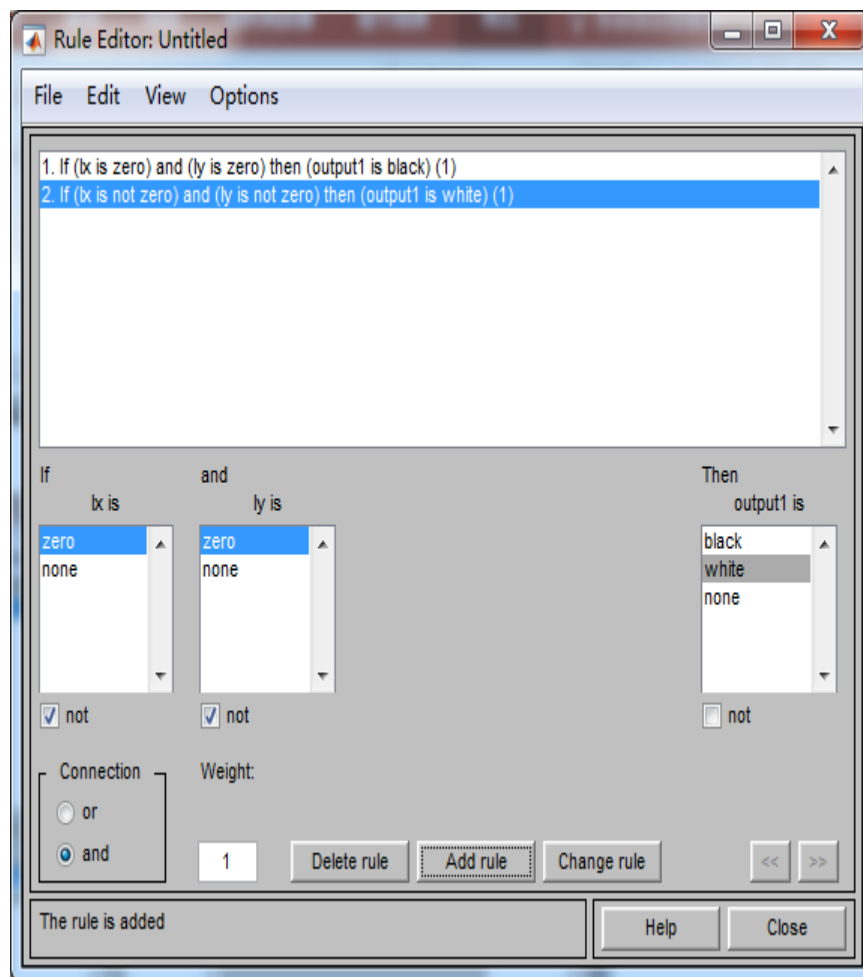 Rule Editor: Untitled
File Edit View Options
1. If (Ix is zero) and (Iy is zero) then (output1 is black) (1)
2. If (Ix is not zero) and (Iy is not zero) then (output1 is white) (1)
If and Then
Ix is Iy is output1 is
zero zero black
none none white
none
not not not
Connection Weight:
or
and 1 Delete rule Add rule Change rule << >>
The rule is added Help Close